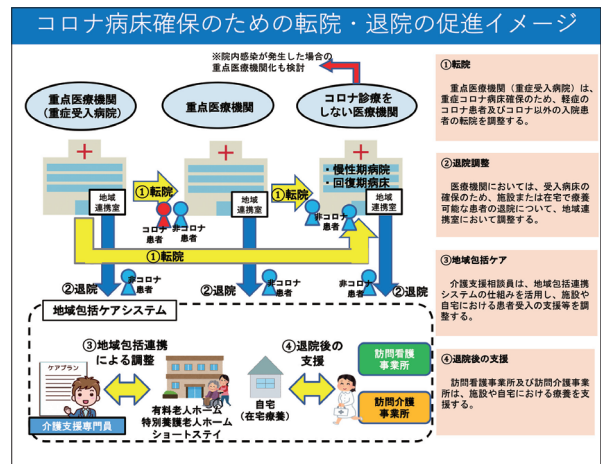 コロナ病床確保のための転院・退院の促進イメージ
※院内感染が発生した場合の
重点医療機関化も検討
重点医療機関
(重症受入病院)
重点医療機関
コロナ診療を
しない医療機関
・慢性期病院
・回復期病床
地域
連携室
地域
連携室
地域
連携室
①転院
①転院
コロナ
患者
非コロナ
患者
非コロナ
患者
①転院
②退院
非コロナ
患者
②退院
非コロナ
患者
非コロナ
患者
②退院
地域包括ケアシステム
③地域包括連携
による調整
④退院後の
支援
ケアプラン
介護支援専門員
有料老人ホーム
特別養護老人ホーム
ショートステイ
自宅
(在宅療養)
訪問看護
事業所
訪問介護
事業所
①転院
重点医療機関(重症受入病院)は、
重症コロナ病床確保のため、軽症の
コロナ患者及びコロナ以外の入院患
者の転院を調整する。
②退院調整
医療機関においては、受入病床の
確保のため、施設または在宅で療養
可能な患者の退院について、地域連
携室において調整する。
③地域包括ケア
介護支援相談員は、地域包括連携
システムの仕組みを活用し、施設や
自宅における患者受入の支援等を調
整する。
④退院後の支援
訪問看護事業所及び訪問介護事業
所は、施設や自宅における療養を支
援する。